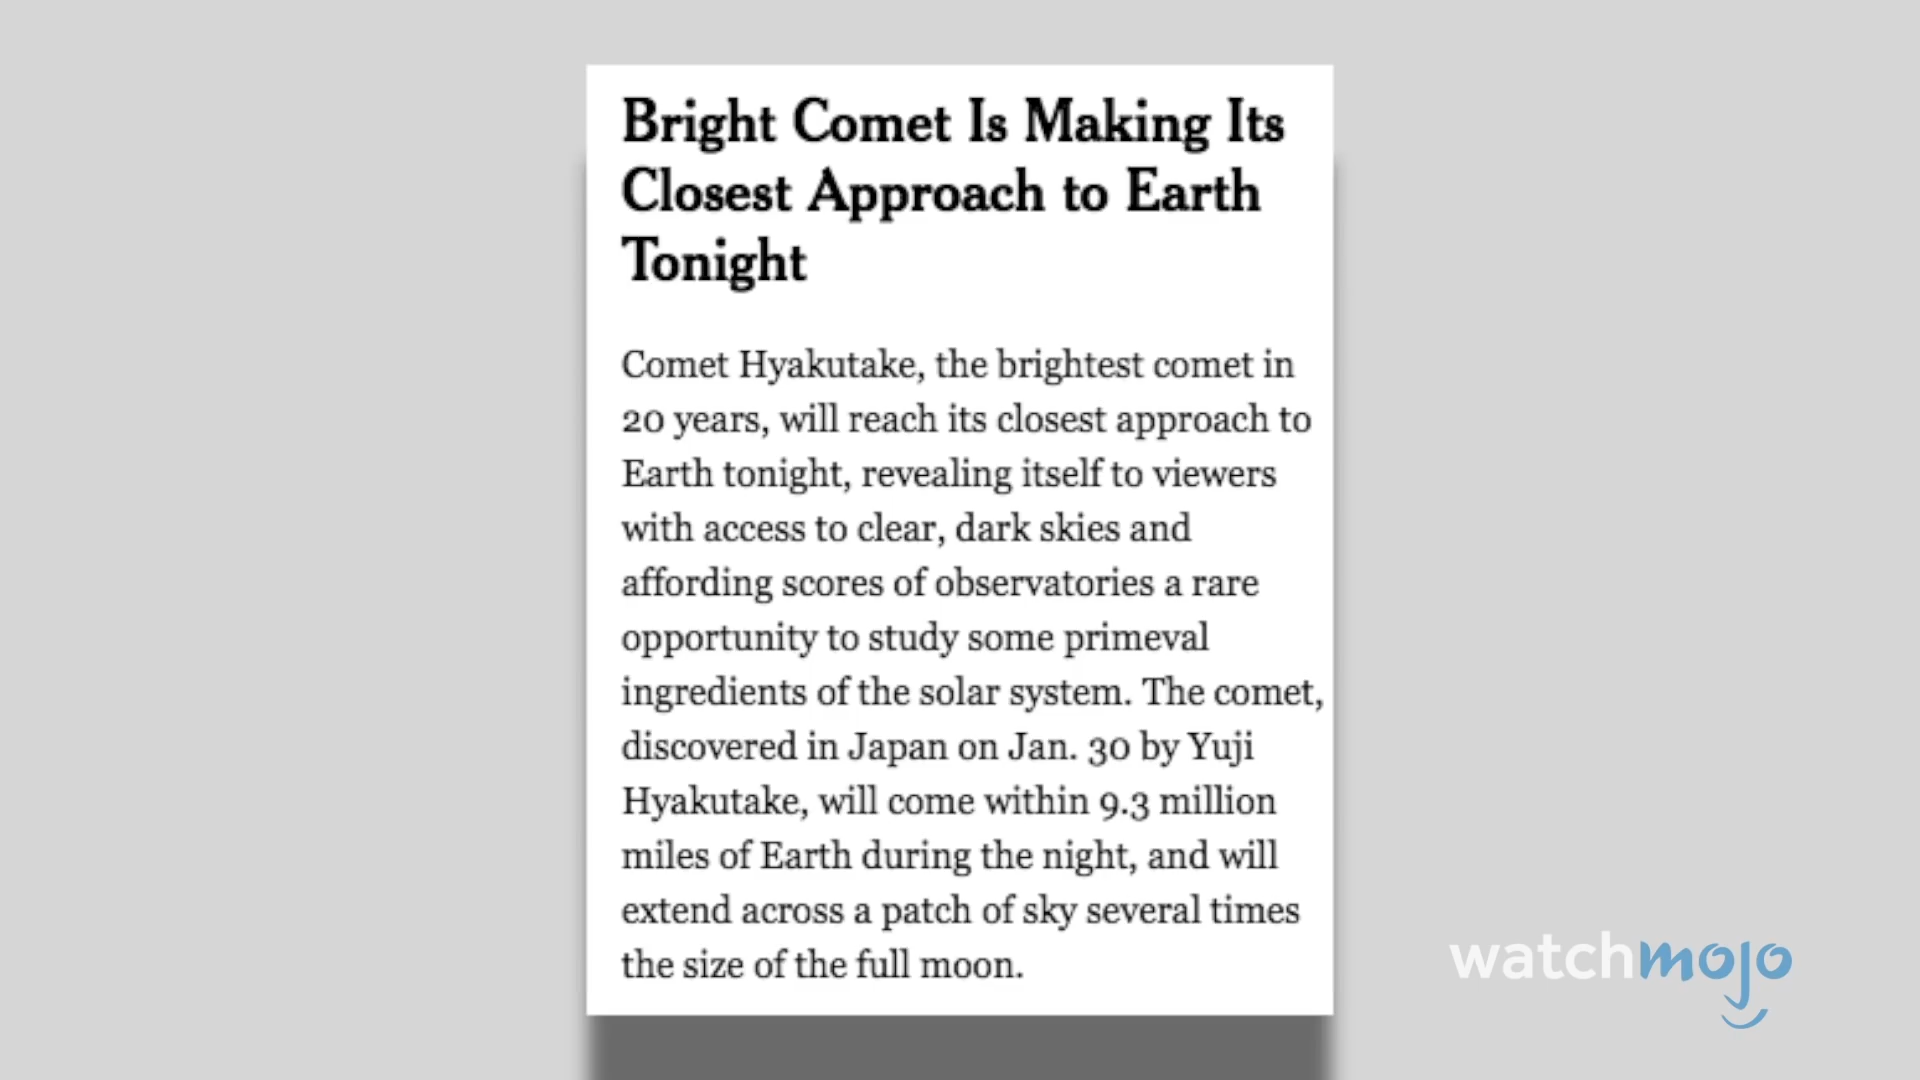 Bright Comet Is Making Its
Closest Approach to Earth
Tonight
Comet Hyakutake, the brightest comet in
20 years, will reach its closest approach to
Earth tonight, revealing itself to viewers
with access to clear, dark skies and
affording scores of observatories a rare
opportunity to study some primeval
ingredients of the solar system. The comet,
discovered in Japan on Jan. 30 by Yuji
Hyakutake, will come within 9.3 million
miles of Earth during the night, and will
extend across a patch of sky several times
the size of the full moon.
watchmojo